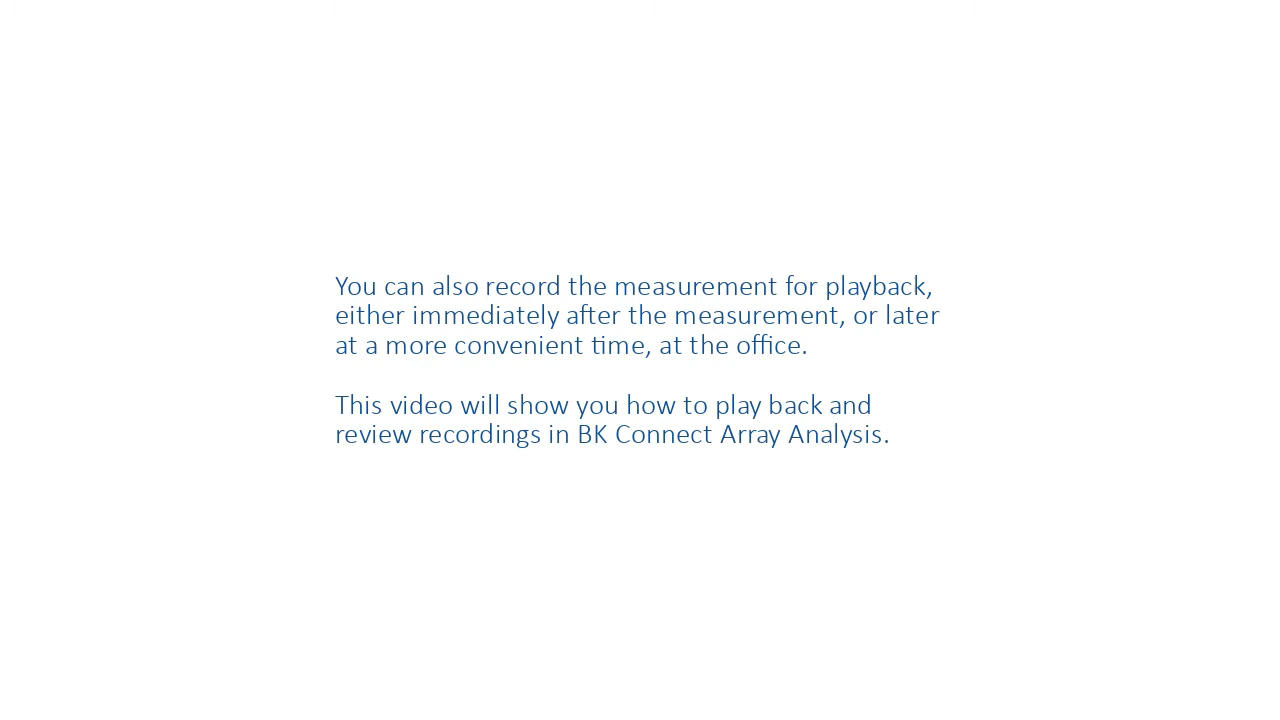 You can also record the measurement for playback,
either immediately after the measurement, or later
at a more convenient time, at the office.
This video will show you how to play back and
review recordings in BK Connect Array Analysis.